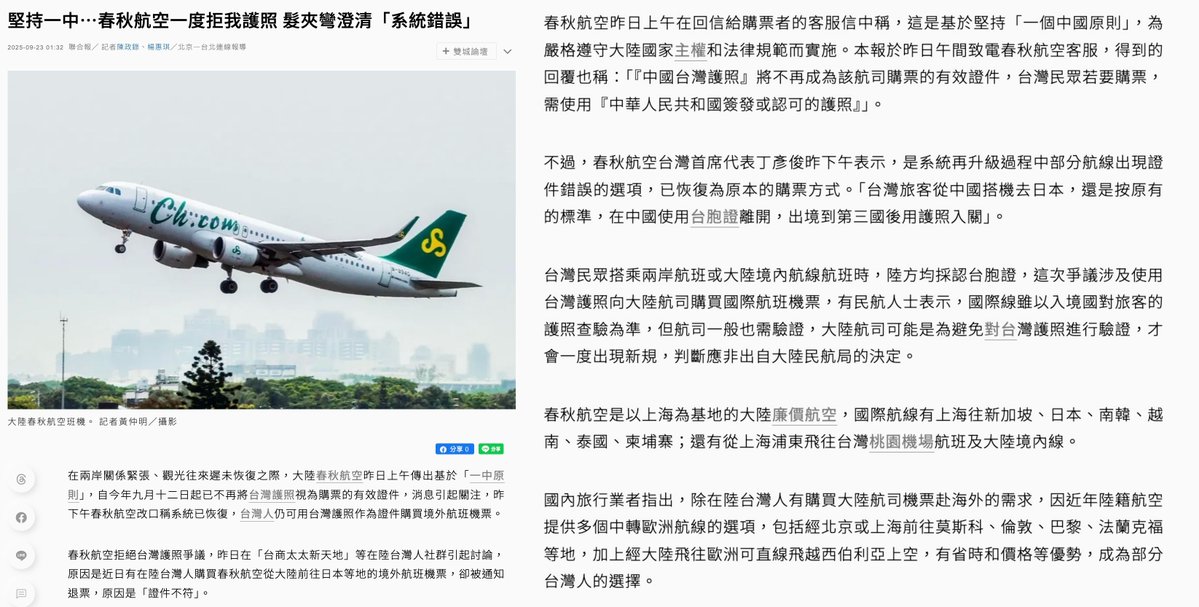 堅持一中…春秋航空一度拒我護照 髮夾彎澄清「系統錯誤」
2025-09-23 01:32 聯合報／ 記者陳政錄、楊惠琪／北京－台北連線報導
+ 雙城論壇
Ch.com
大陸春秋航空班機。 記者黃仲明／攝影
分享 0
分享
在兩岸關係緊張、觀光往來遲未恢復之際，大陸春秋航空昨日上午傳出基於「一中原
則」，自今年九月十二日起已不再將台灣護照視為購票的有效證件，消息引起關注，昨
下午春秋航空改口稱系統已恢復，台灣人仍可用台灣護照作為證件購買境外航班機票。
春秋航空拒絕台灣護照爭議，昨日在「台商太太新天地」等在陸台灣人社群引起討論，
原因是近日有在陸台灣人購買春秋航空從大陸前往日本等地的境外航班機票，卻被通知
退票，原因是「證件不符」。
春秋航空昨日上午在回信給購票者的客服信中稱，這是基於堅持「一個中國原則」，為
嚴格遵守大陸國家主權和法律規範而實施。本報於昨日午間致電春秋航空客服，得到的
回覆也稱：「『中國台灣護照』將不再成為該航司購票的有效證件，台灣民眾若要購票，
需使用『中華人民共和國簽發或認可的護照』」。
不過，春秋航空台灣首席代表丁彥俊昨下午表示，是系統再升級過程中部分航線出現證
件錯誤的選項，已恢復為原本的購票方式。「台灣旅客從中國搭機去日本，還是按原有
的標準，在中國使用台胞證離開，出境到第三國後用護照入關」。
台灣民眾搭乘兩岸航班或大陸境內航線航班時，陸方均採認台胞證，這次爭議涉及使用
台灣護照向大陸航司購買國際航班機票，有民航人士表示，國際線雖以入境國對旅客的
護照查驗為準，但航司一般也需驗證，大陸航司可能是為避免對台灣護照進行驗證，才
會一度出現新規，判斷應非出自大陸民航局的決定。
春秋航空是以上海為基地的大陸廉價航空，國際航線有上海往新加坡、日本、南韓、越
南、泰國、柬埔寨；還有從上海浦東飛往台灣桃園機場航班及大陸境內線。
國內旅行業者指出，除在陸台灣人有購買大陸航司機票赴海外的需求，因近年陸籍航空
提供多個中轉歐洲航線的選項，包括經北京或上海前往莫斯科、倫敦、巴黎、法蘭克福
等地，加上經大陸飛往歐洲可直線飛越西伯利亞上空，有省時和價格等優勢，成為部分
台灣人的選擇。